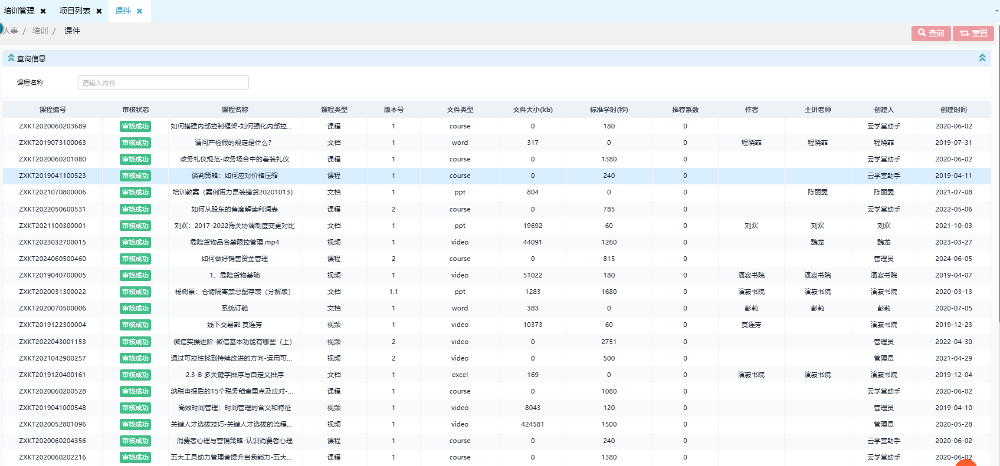 培训管理 ✖ 项目列表 ✖ 课件 ✖
人事 / 培训 / 课件 查询 重置
查询信息
课程名称 请输入内容
课程编号 审核状态 课程名称 课程类型 版本号 文件类型 文件大小(kb) 标准学时(秒) 推荐系数 作者 主讲老师 创建人 创建时间
ZXKT2020060203689 审核成功 如何搭建内部控制框架-如何强化内部控... 课程 1 course 0 180 0 云学堂助手 2020-06-02
ZXKT2019073100063 审核成功 请问产检假的规定是什么? 文档 1 word 317 0 0 程晓菲 程晓菲 程晓菲 2019-07-31
ZXKT2020060201080 审核成功 政务礼仪规范-政务场合中的着装礼仪 课程 1 course 0 1380 0 云学堂助手 2020-06-02
ZXKT2019041100523 审核成功 谈判策略：如何应对价格压缩 课程 1 course 0 240 0 云学堂助手 2019-04-11
ZXKT2021070800006 审核成功 培训教案（案例诺力昂装错货20201013） 文档 1 ppt 804 0 0 陈丽雯 陈丽雯 2021-07-08
ZXKT2022050600531 审核成功 如何从股东的角度解读利润表 课程 2 course 0 785 0 云学堂助手 2022-05-06
ZXKT2021100300001 审核成功 刘欢：2017-2022海关协调制度变更对比 文档 1 ppt 19692 60 0 刘欢 刘欢 刘欢 2021-10-03
ZXKT2023032700015 审核成功 危险货物品名禁限控管理.mp4 视频 1 video 44091 1260 0 魏龙 魏龙 2023-03-27
ZXKT2024060500460 审核成功 如何做好销售资金管理 课程 2 course 0 815 0 管理员 2024-06-05
ZXKT2019040700005 审核成功 1、危险货物基础 视频 1 video 51022 180 0 演寂书院 演寂书院 演寂书院 2019-04-07
ZXKT2020031300022 审核成功 杨树景：仓储隔离禁忌配存表（分解版） 文档 1.1 ppt 1283 1680 0 演寂书院 演寂书院 演寂书院 2020-03-13
ZXKT2020070500006 审核成功 系统订舱 文档 1 word 383 0 0 彭莉 彭莉 彭莉 2020-07-05
ZXKT2019122300004 审核成功 线下交易部 莫连芳 视频 1 video 10373 60 0 莫连芳 演寂书院 2019-12-23
ZXKT2022043001153 审核成功 微信实操进阶-微信基本功能有哪些（上） 视频 2 video 0 2751 0 管理员 2022-04-30
ZXKT2021042900257 审核成功 通过可控性找到持续改进的方向-运用可... 视频 2 video 0 500 0 管理员 2021-04-29
ZXKT2019120400161 审核成功 2.3-B 多关键字排序与自定义排序 文档 1 excel 169 0 0 演寂书院 演寂书院 演寂书院 2019-12-04
ZXKT2020060200528 审核成功 纳税申报后的15个税务稽查重点及应对-... 课程 1 course 0 1080 0 云学堂助手 2020-06-02
ZXKT2019041000548 审核成功 高效时间管理：时间管理的含义和特征 视频 1 video 8043 120 0 管理员 2019-04-10
ZXKT2020052801096 审核成功 关键人才选拔技巧-关键人才选拔的流程... 视频 1 video 424581 1500 0 管理员 2020-05-28
ZXKT2020060204356 审核成功 消费者心理与营销策略-认识消费者心理 课程 1 course 0 240 0 云学堂助手 2020-06-02
ZXKT2020060202216 审核成功 五大工具助力管理者提升自我能力-五大... 课程 1 course 0 1380 0 云学堂助手 2020-06-02